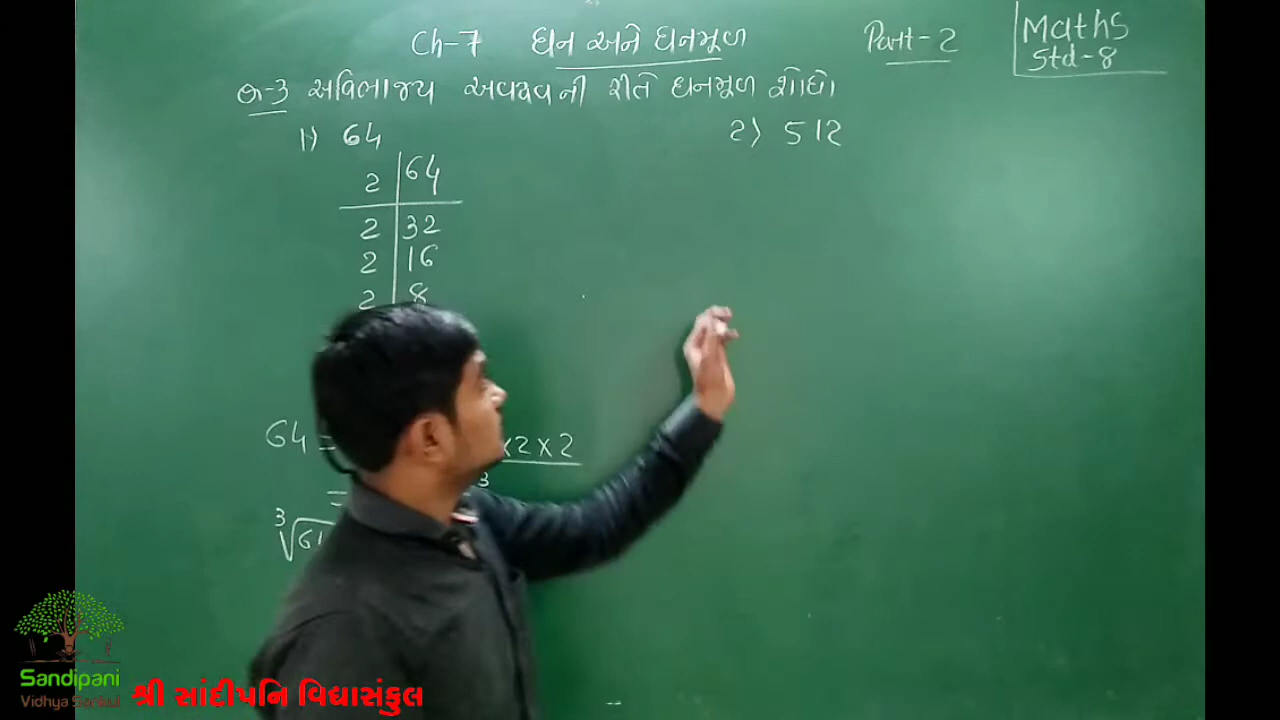 Ch-7 ઘન અને ઘનમૂળ Part-2 Maths
Std-8
પ્ર-3 અવિભાજ્ય અવયવની રીતે ઘનમૂળ શોધો
1) 64 2) 512
2 64
2 32
2 16
2 8
64 = ×2×2
= 3
Sandipani
Vidhya Sankul
શ્રી સાંદીપનિ વિદ્યાસંકુલ